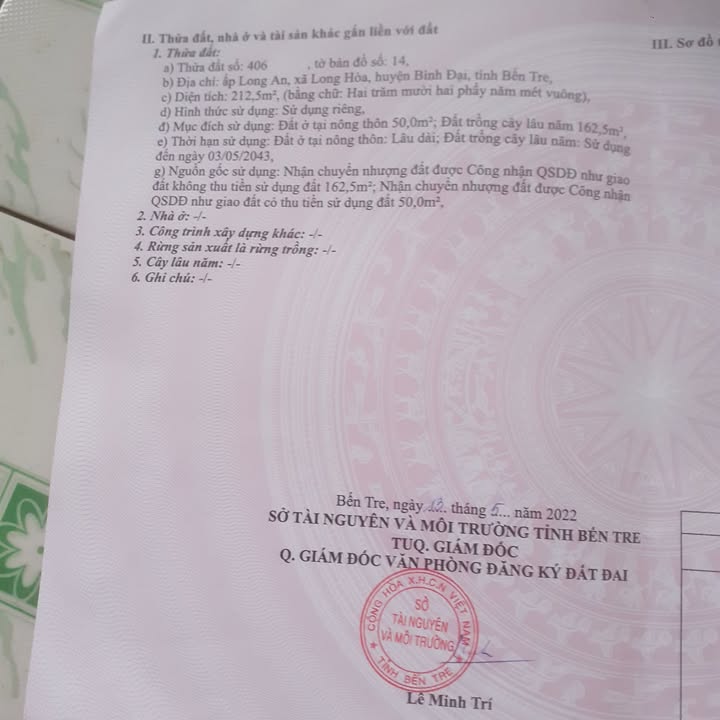 II. Thửa đất, nhà ở và tài sản khác gắn liền với đất
1. Thửa đất:
a) Thửa đất số: 406 , tờ bản đồ số: 14,
b) Địa chỉ: ấp Long An, xã Long Hòa, huyện Bình Đại, tỉnh Bến Tre,
c) Diện tích: 212,5m², (bằng chữ: Hai trăm mười hai phẩy năm mét vuông),
d) Hình thức sử dụng: Sử dụng riêng,
đ) Mục đích sử dụng: Đất ở tại nông thôn 50,0m²; Đất trồng cây lâu năm 162,5m²,
e) Thời hạn sử dụng: Đất ở tại nông thôn: Lâu dài; Đất trồng cây lâu năm: Sử dụng
đến ngày 03/05/2043,
g) Nguồn gốc sử dụng: Nhận chuyển nhượng đất được Công nhận QSDĐ như giao
đất không thu tiền sử dụng đất 162,5m²; Nhận chuyển nhượng đất được Công nhận
QSDĐ như giao đất có thu tiền sử dụng đất 50,0m²,
2. Nhà ở: -/-
3. Công trình xây dựng khác: -/-
4. Rừng sản xuất là rừng trồng: -/-
5. Cây lâu năm: -/-
6. Ghi chú: -/-
III. Sơ đồ
Bến Tre, ngày tháng 5 năm 2022
SỞ TÀI NGUYÊN VÀ MÔI TRƯỜNG TỈNH BẾN TRE
TUQ. GIÁM ĐỐC
Q. GIÁM ĐỐC VĂN PHÒNG ĐĂNG KÝ ĐẤT ĐAI
CỘNG HÒA X.H.C.N VIỆT NAM
SỞ
TÀI NGUYÊN
VÀ MÔI TRƯỜNG
TỈNH BẾN TRE
Lê Minh Trí